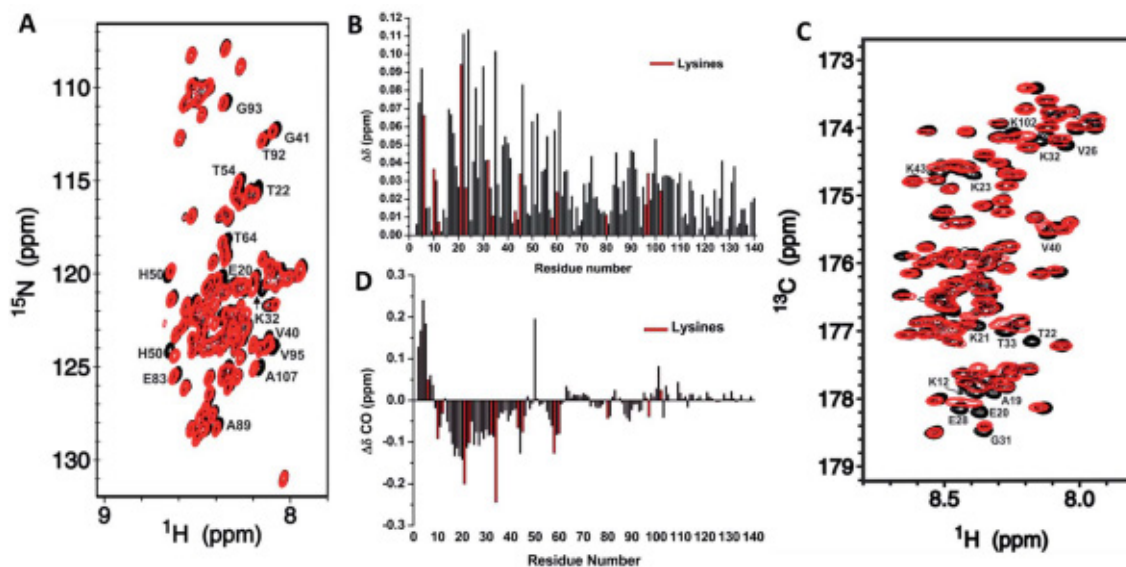 A
110
115
120
125
130
15N (ppm)
9
8
1H (ppm)
G93
G41
T92
T54
T22
T64
H50
E20
K32
V40
H50
V95
E83
A107
A89
B
0.12
0.11
0.10
0.09
0.08
0.07
0.06
0.05
0.04
0.03
0.02
0.01
0.00
Δδ (ppm)
Lysines
0 10 20 30 40 50 60 70 80 90 100 110 120 130 140
Residue number
D
0.3
0.2
0.1
0.0
-0.1
-0.2
-0.3
Δδ CO (ppm)
Lysines
0 10 20 30 40 50 60 70 80 90 100 110 120 130 140
Residue Number
C
173
174
175
176
177
178
179
13C (ppm)
K102
K32
V26
K43
K23
V40
K21
T33
T22
K12
A19
E28
E20
G31
8.5
8.0
1H (ppm)